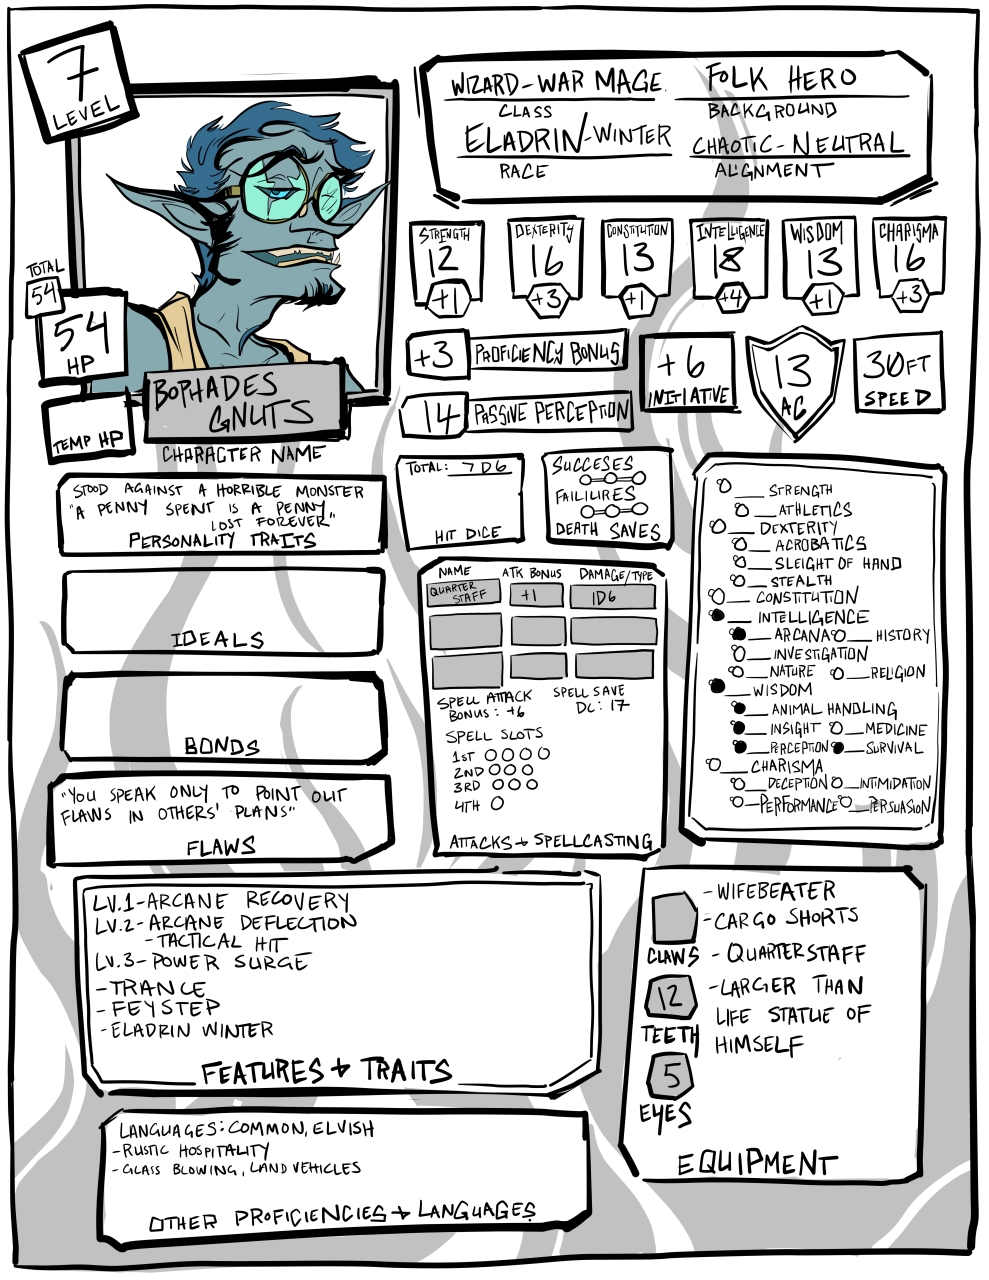 7
LEVEL
WIZARD-WAR MAGE
CLASS
FOLK HERO
BACKGROUND
ELADRIN-WINTER
RACE
CHAOTIC-NEUTRAL
ALIGNMENT
STRENGTH
12
+1
DEXTERITY
16
+3
CONSTITUTION
13
+1
INTELLIGENCE
18
+4
WISDOM
13
+1
CHARISMA
16
+3
TOTAL
54
54
HP
TEMP HP
BOPHADES
GNUTS
CHARACTER NAME
+3 PROFICIENCY BONUS
14 PASSIVE PERCEPTION
+6
INITIATIVE
13
AC
30FT
SPEED
STOOD AGAINST A HORRIBLE MONSTER
"A PENNY SPENT IS A PENNY
LOST FOREVER"
PERSONALITY TRAITS
IDEALS
BONDS
"YOU SPEAK ONLY TO POINT OUT
FLAWS IN OTHERS' PLANS"
FLAWS
TOTAL: 7D6
HIT DICE
SUCCESES
FAILIURES
DEATH SAVES
NAME ATK BONUS DAMAGE/TYPE
QUARTER
STAFF
+1
1D6
SPELL ATTACK
BONUS: +6
SPELL SAVE
DC: 17
SPELL SLOTS
1ST
2ND
3RD
4TH
ATTACKS + SPELLCASTING
STRENGTH
ATHLETICS
DEXTERITY
ACROBATICS
SLEIGHT OF HAND
STEALTH
CONSTITUTION
INTELLIGENCE
ARCANA HISTORY
INVESTIGATION
NATURE RELIGION
WISDOM
ANIMAL HANDLING
INSIGHT MEDICINE
PERCEPTION SURVIVAL
CHARISMA
DECEPTION INTIMIDATION
PERFORMANCE PERSUASION
LV.1-ARCANE RECOVERY
LV.2-ARCANE DEFLECTION
-TACTICAL HIT
LV.3-POWER SURGE
-TRANCE
-FEY STEP
-ELADRIN WINTER
FEATURES + TRAITS
CLAWS
12
TEETH
5
EYES
-WIFEBEATER
-CARGO SHORTS
-QUARTERSTAFF
-LARGER THAN
LIFE STATUE OF
HIMSELF
EQUIPMENT
LANGUAGES: COMMON, ELVISH
-RUSTIC HOSPITALITY
-GLASS BLOWING, LAND VEHICLES
OTHER PROFICIENCIES + LANGUAGES